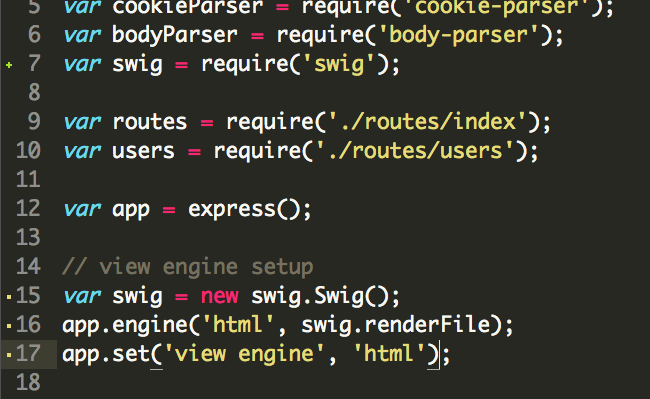 5 var cookieParser = require('cookie-parser');
6 var bodyParser = require('body-parser');
7 var swig = require('swig');
8
9 var routes = require('./routes/index');
10 var users = require('./routes/users');
11
12 var app = express();
13
14 // view engine setup
15 var swig = new swig.Swig();
16 app.engine('html', swig.renderFile);
17 app.set('view engine', 'html');
18